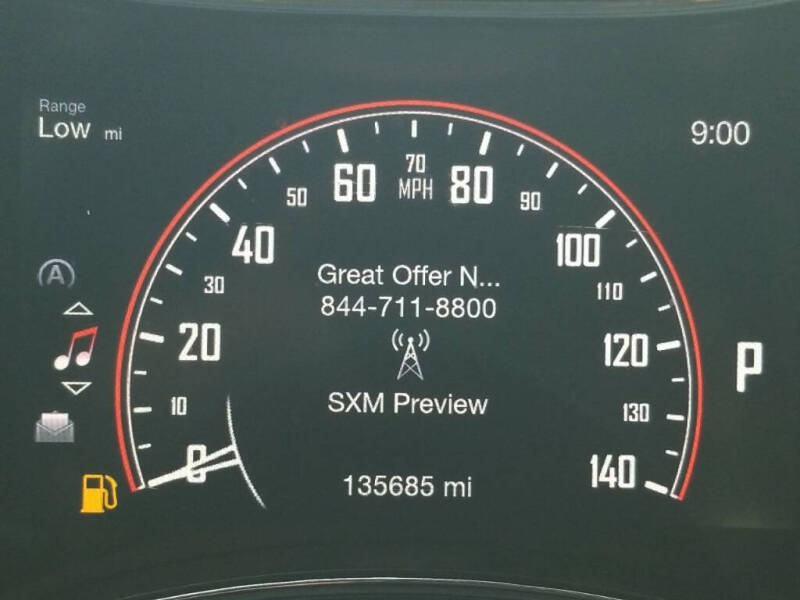 Range
Low mi
9:00
70
MPH
60
80
50
90
40
100
30
110
20
120
10
130
0
140
Great Offer N...
844-711-8800
SXM Preview
135685 mi
A
P